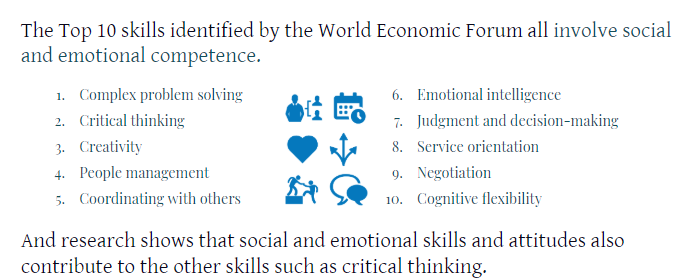 The Top 10 skills identified by the World Economic Forum all involve social
and emotional competence.
1. Complex problem solving
2. Critical thinking
3. Creativity
4. People management
5. Coordinating with others
6. Emotional intelligence
7. Judgment and decision-making
8. Service orientation
9. Negotiation
10. Cognitive flexibility
And research shows that social and emotional skills and attitudes also
contribute to the other skills such as critical thinking.